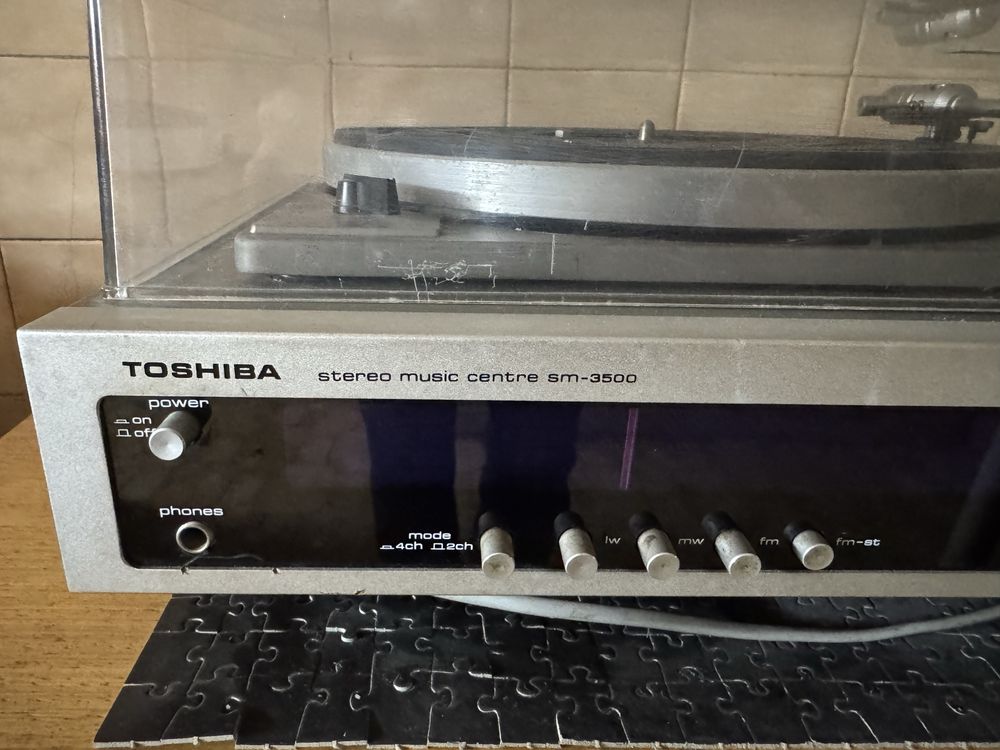 TOSHIBA stereo music centre sm-3500
power
on
off
phones
mode
4ch 2ch
lw mw fm fm-st